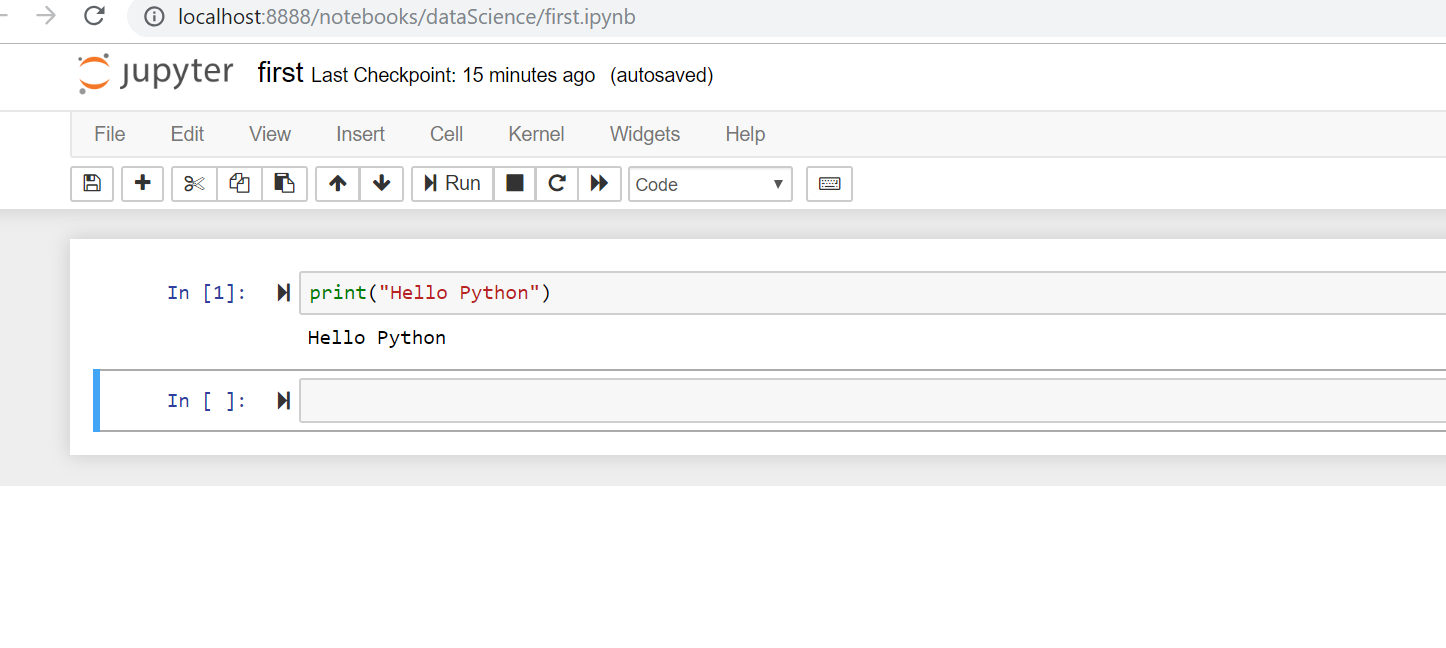 localhost:8888/notebooks/dataScience/first.ipynb
jupyter first Last Checkpoint: 15 minutes ago (autosaved)
File Edit View Insert Cell Kernel Widgets Help
Run Code
In [1]: print("Hello Python")
Hello Python
In [ ]: